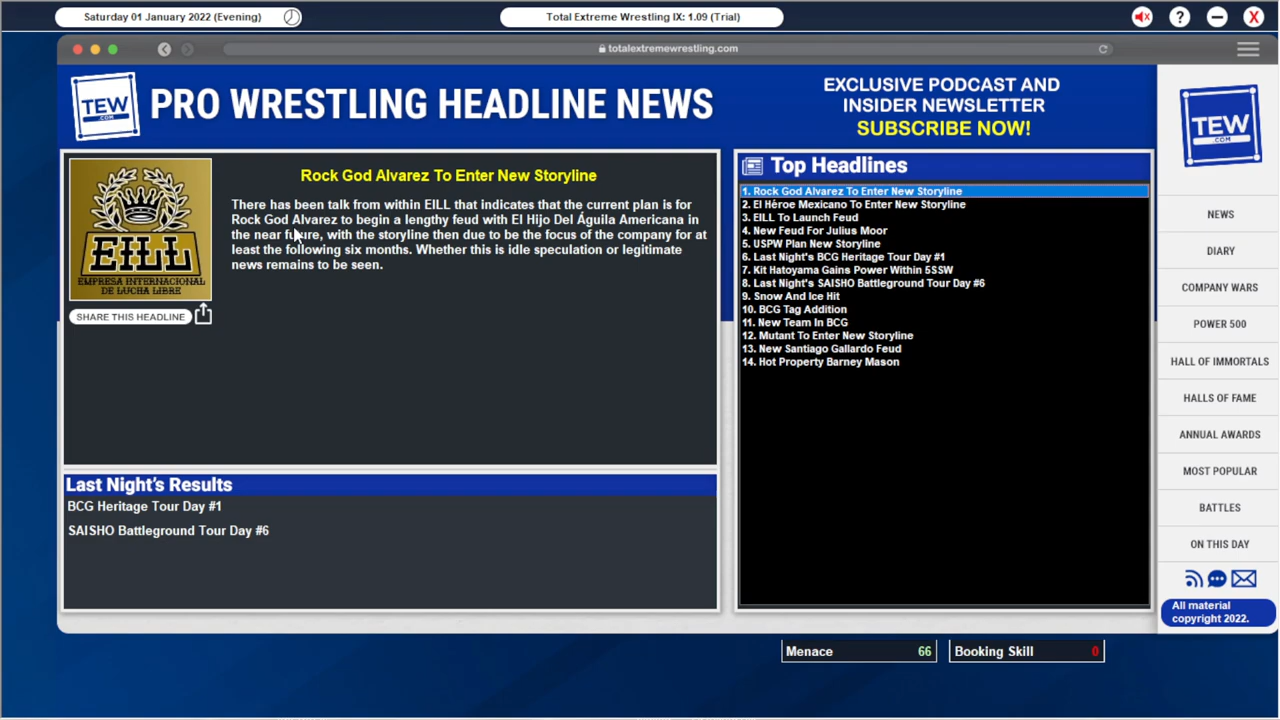 Saturday 01 January 2022 (Evening)
Total Extreme Wrestling IX: 1.09 (Trial)
totalextremewrestling.com
TEW
.COM
PRO WRESTLING HEADLINE NEWS
EXCLUSIVE PODCAST AND
INSIDER NEWSLETTER
SUBSCRIBE NOW!
TEW
.COM
EILL
EMPRESA INTERNACIONAL
DE LUCHA LIBRE
SHARE THIS HEADLINE
Rock God Alvarez To Enter New Storyline
There has been talk from within EILL that indicates that the current plan is for
Rock God Alvarez to begin a lengthy feud with El Hijo Del Águila Americana in
the near future, with the storyline then due to be the focus of the company for at
least the following six months. Whether this is idle speculation or legitimate
news remains to be seen.
Last Night's Results
BCG Heritage Tour Day #1
SAISHO Battleground Tour Day #6
Top Headlines
1. Rock God Alvarez To Enter New Storyline
2. El Héroe Mexicano To Enter New Storyline
3. EILL To Launch Feud
4. New Feud For Julius Moor
5. USPW Plan New Storyline
6. Last Night's BCG Heritage Tour Day #1
7. Kit Hatoyama Gains Power Within 5SSW
8. Last Night's SAISHO Battleground Tour Day #6
9. Snow And Ice Hit
10. BCG Tag Addition
11. New Team In BCG
12. Mutant To Enter New Storyline
13. New Santiago Gallardo Feud
14. Hot Property Barney Mason
NEWS
DIARY
COMPANY WARS
POWER 500
HALL OF IMMORTALS
HALLS OF FAME
ANNUAL AWARDS
MOST POPULAR
BATTLES
ON THIS DAY
All material
copyright 2022.
Menace 66
Booking Skill 0